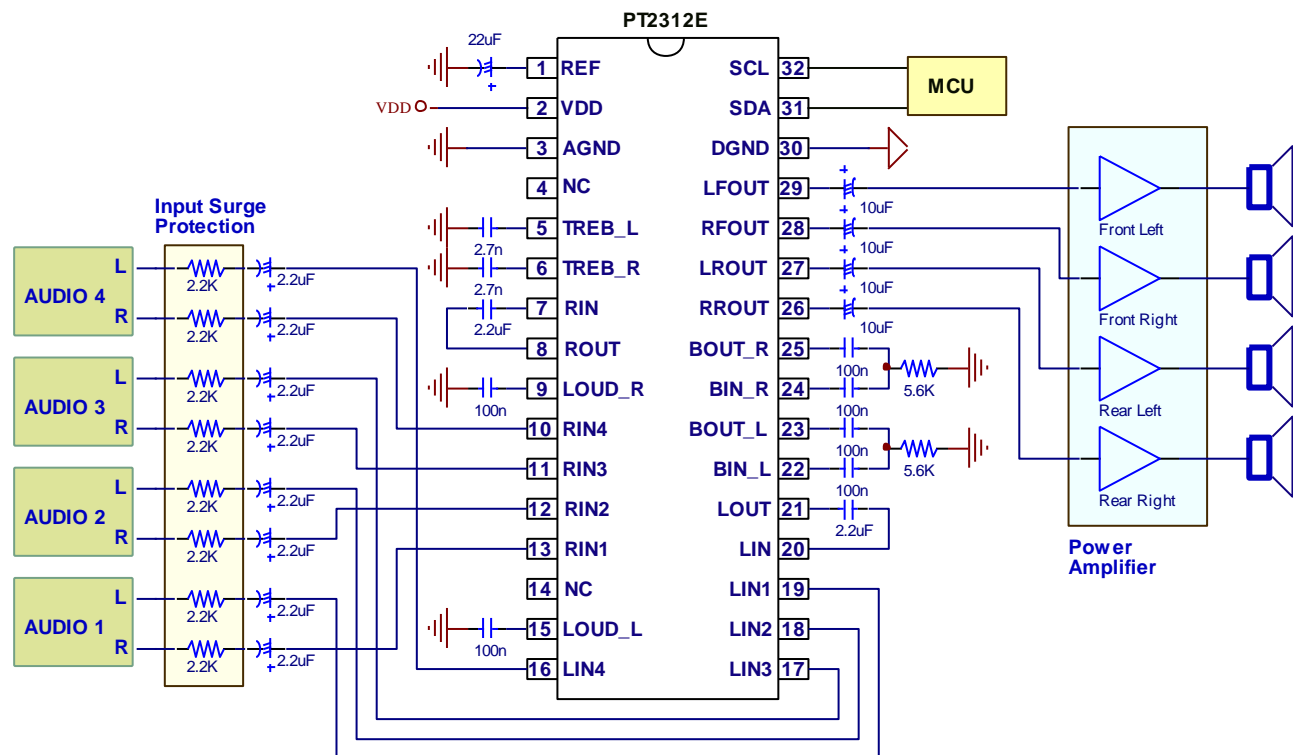 PT2312E
22uF
1 REF
VDD
2 VDD
3 AGND
4 NC
5 TREB_L
2.7n
6 TREB_R
2.7n
7 RIN
2.2uF
8 ROUT
9 LOUD_R
100n
10 RIN4
11 RIN3
12 RIN2
13 RIN1
14 NC
15 LOUD_L
100n
16 LIN4
SCL 32
SDA 31
MCU
DGND 30
LFOUT 29
10uF
RFOUT 28
10uF
LROUT 27
10uF
RROUT 26
10uF
BOUT_R 25
100n
BIN_R 24
100n
5.6K
BOUT_L 23
100n
BIN_L 22
100n
5.6K
LOUT 21
2.2uF
LIN 20
LIN1 19
LIN2 18
LIN3 17
Input Surge
Protection
AUDIO 4
L
2.2K
2.2uF
R
2.2K
2.2uF
AUDIO 3
L
2.2K
2.2uF
R
2.2K
2.2uF
AUDIO 2
L
2.2K
2.2uF
R
2.2K
2.2uF
AUDIO 1
L
2.2K
2.2uF
R
2.2K
2.2uF
Front Left
Front Right
Rear Left
Rear Right
Power
Amplifier